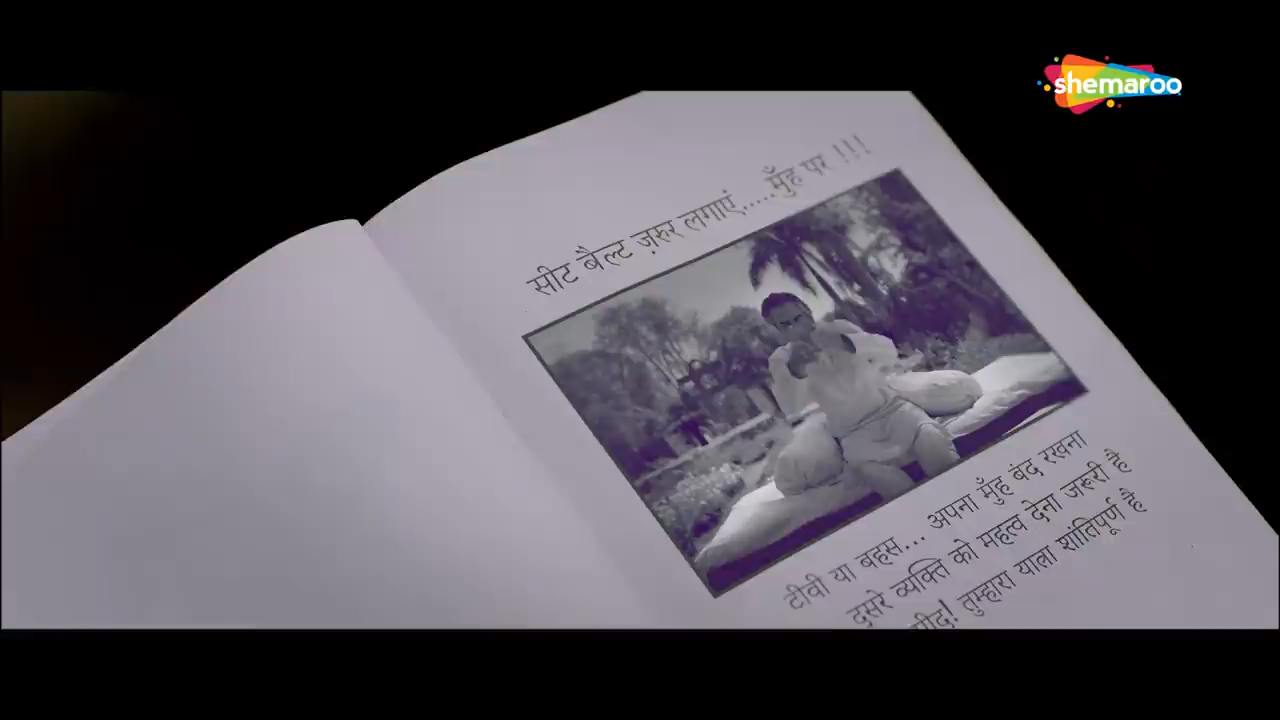 shemaroo
सीट बैल्ट ज़रुर लगाएं.....मुँह पर !!!
टीवी या बहस... अपना मुँह बंद रखना
दुसरे व्यक्ति को महत्व देना जरूरी है
तुम्हारा याला शांतिपूर्ण है